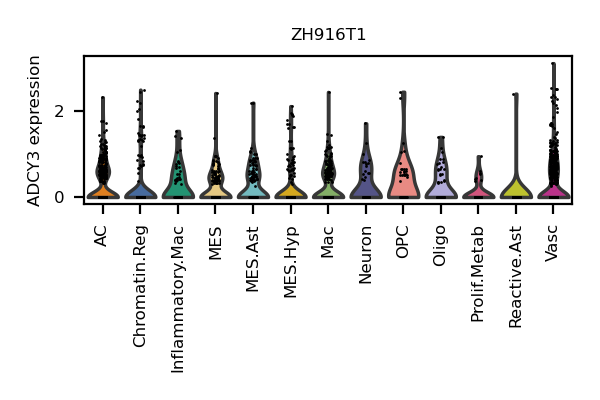 ZH916T1
ADCY3 expression
2
0
AC
Chromatin.Reg
Inflammatory.Mac
MES
MES.Ast
MES.Hyp
Mac
Neuron
OPC
Oligo
Prolif.Metab
Reactive.Ast
Vasc